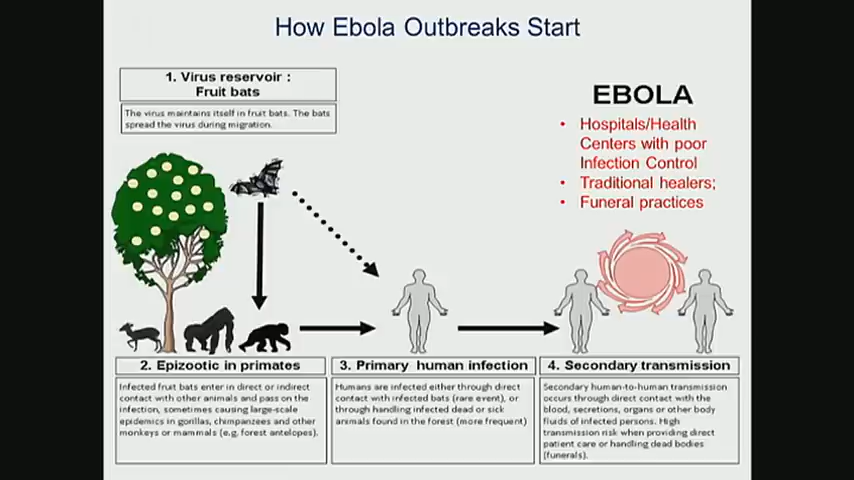 How Ebola Outbreaks Start
1. Virus reservoir :
Fruit bats
The virus maintains itself in fruit bats. The bats
spread the virus during migration.
EBOLA
• Hospitals/Health
Centers with poor
Infection Control
• Traditional healers;
• Funeral practices
2. Epizootic in primates
Infected fruit bats enter in direct or indirect
contact with other animals and pass on the
infection, sometimes causing large-scale
epidemics in gorillas, chimpanzees and other
monkeys or mammals (e.g. forest antelopes).
3. Primary human infection
Humans are infected either through direct
contact with infected bats (rare event), or
through handling infected dead or sick
animals found in the forest (more frequent)
4. Secondary transmission
Secondary human-to-human transmission
occurs through direct contact with the
blood, secretions, organs or other body
fluids of infected persons. High
transmission risk when providing direct
patient care or handling dead bodies
(funerals).